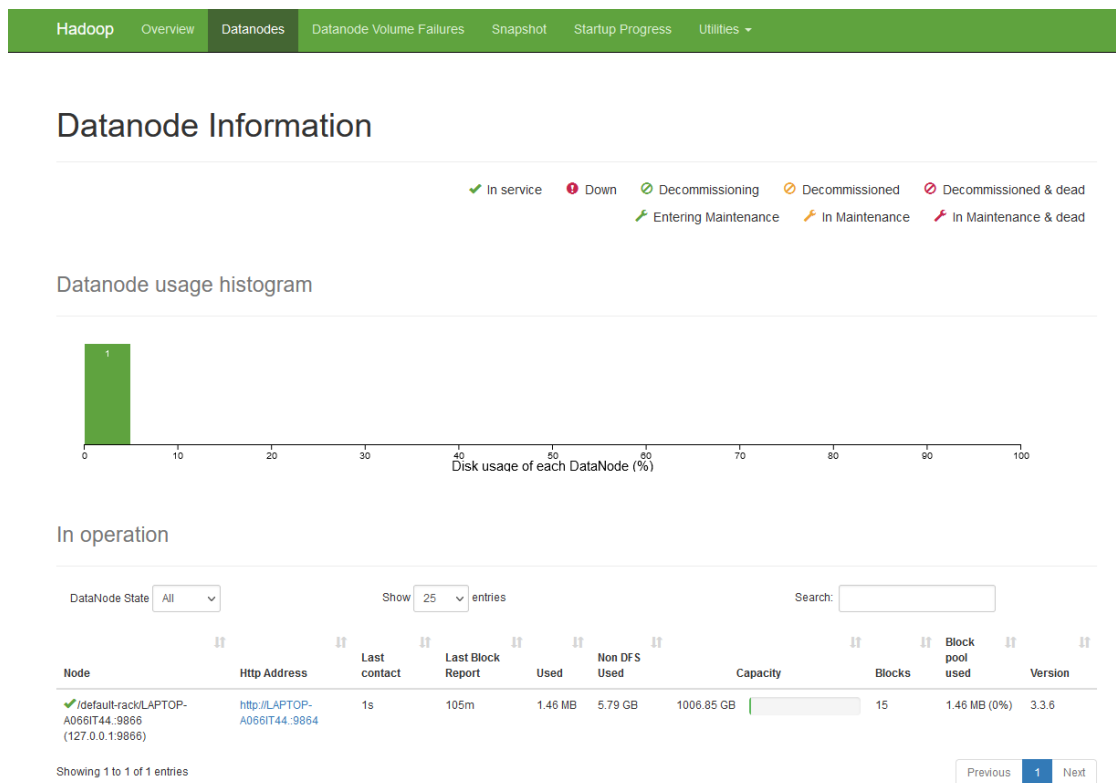 Hadoop Overview Datanodes Datanode Volume Failures Snapshot Startup Progress Utilities
Datanode Information
In service Down Decommissioning Decommissioned Decommissioned & dead
Entering Maintenance In Maintenance In Maintenance & dead
Datanode usage histogram
1
0 10 20 30 40 50 60 70 80 90 100
Disk usage of each DataNode (%)
In operation
DataNode State All Show 25 entries Search:
Node Http Address Last contact Last Block Report Used Non DFS Used Capacity Blocks Block pool used Version
/default-rack/LAPTOP- http://LAPTOP- 1s 105m 1.46 MB 5.79 GB 1006.85 GB 15 1.46 MB (0%) 3.3.6
A066IT44.:9866 A066IT44.:9864
(127.0.0.1:9866)
Showing 1 to 1 of 1 entries Previous 1 Next